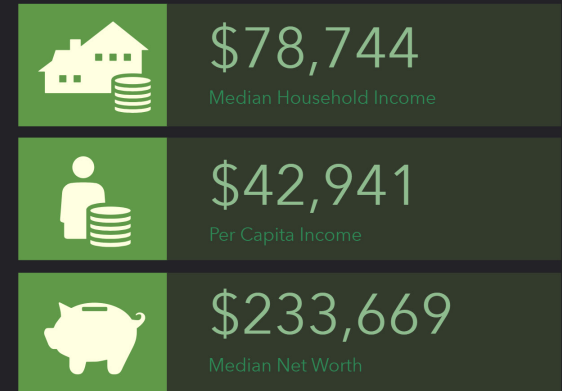 $78,744
Median Household Income
$42,941
Per Capita Income
$233,669
Median Net Worth